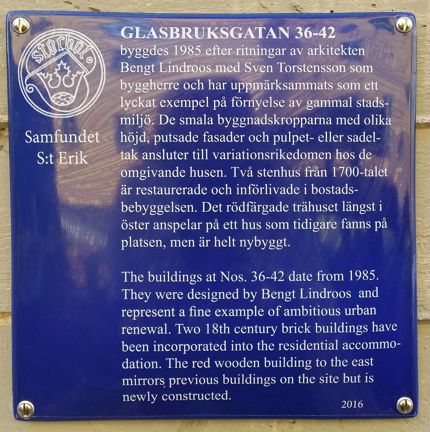 GLASBRUKSGATAN 36-42
byggdes 1985 efter ritningar av arkitekten
Bengt Lindroos med Sven Torstensson som
byggherre och har uppmärksammats som ett
lyckat exempel på förnyelse av gammal stads-
miljö. De smala byggnadskropparna med olika
höjd, putsade fasader och pulpet- eller sadel-
tak ansluter till variationsrikedomen hos de
omgivande husen. Två stenhus från 1700-talet
är restaurerade och införlivade i bostads-
bebyggelsen. Det rödfärgade trähuset längst i
öster anspelar på ett hus som tidigare fanns på
platsen, men är helt nybyggt.
Samfundet
S:t Erik
The buildings at Nos. 36-42 date from 1985.
They were designed by Bengt Lindroos and
represent a fine example of ambitious urban
renewal. Two 18th century brick buildings have
been incorporated into the residential accommo-
dation. The red wooden building to the east
mirrors previous buildings on the site but is
newly constructed.
2016